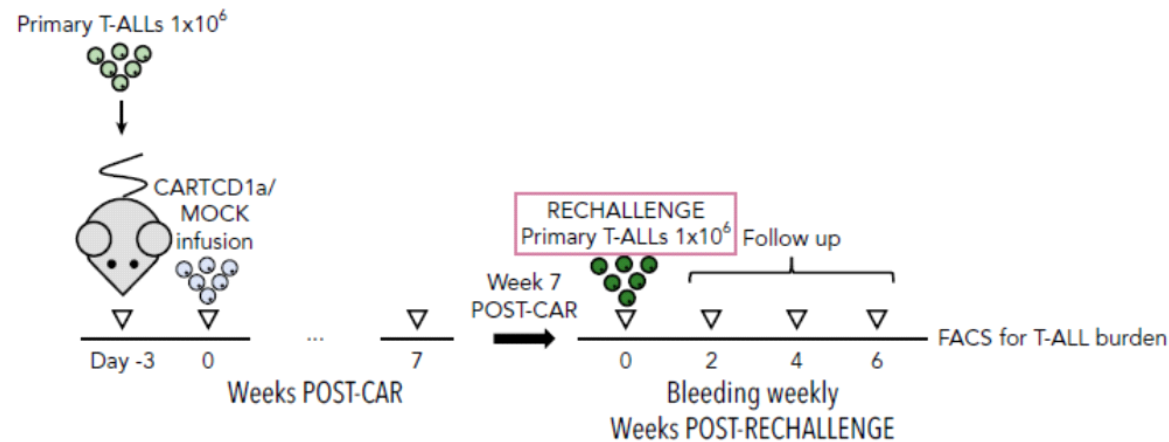 Primary T-ALLs 1x10⁶
CARTCD1a/
MOCK
infusion
Day -3
0
...
7
Weeks POST-CAR
Week 7
POST-CAR
RECHALLENGE
Primary T-ALLs 1x10⁶
Follow up
0
2
4
6
FACS for T-ALL burden
Bleeding weekly
Weeks POST-RECHALLENGE